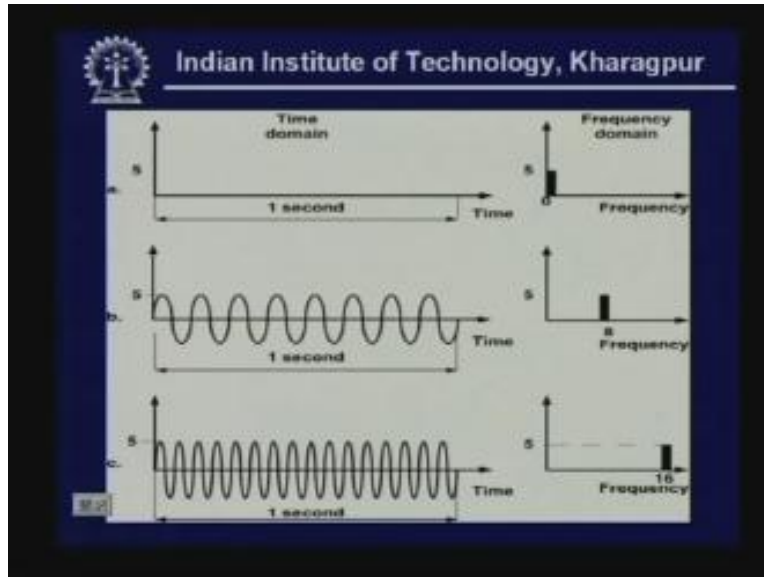 Indian Institute of Technology, Kharagpur
Time domain
Frequency domain
5
5
a.
0
1 second
Time
Frequency
5
5
b.
8
1 second
Time
Frequency
5
5
c.
16
1 second
Time
Frequency